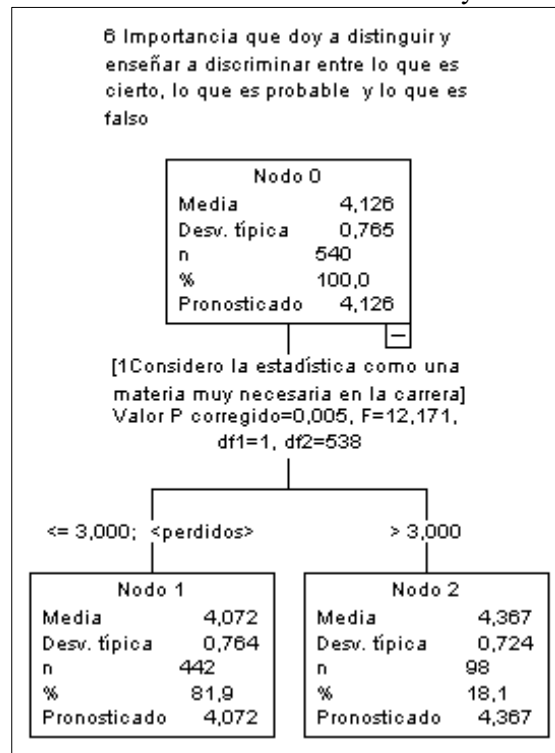 6 Importancia que doy a distinguir y
enseñar a discriminar entre lo que es
cierto, lo que es probable y lo que es
falso
Nodo 0
Media 4,126
Desv. típica 0,765
n 540
% 100,0
Pronosticado 4,126
[1Considero la estadística como una
materia muy necesaria en la carrera]
Valor P corregido=0,005, F=12,171,
df1=1, df2=538
<= 3,000; <perdidos>
> 3,000
Nodo 1
Media 4,072
Desv. típica 0,764
n 442
% 81,9
Pronosticado 4,072
Nodo 2
Media 4,367
Desv. típica 0,724
n 98
% 18,1
Pronosticado 4,367